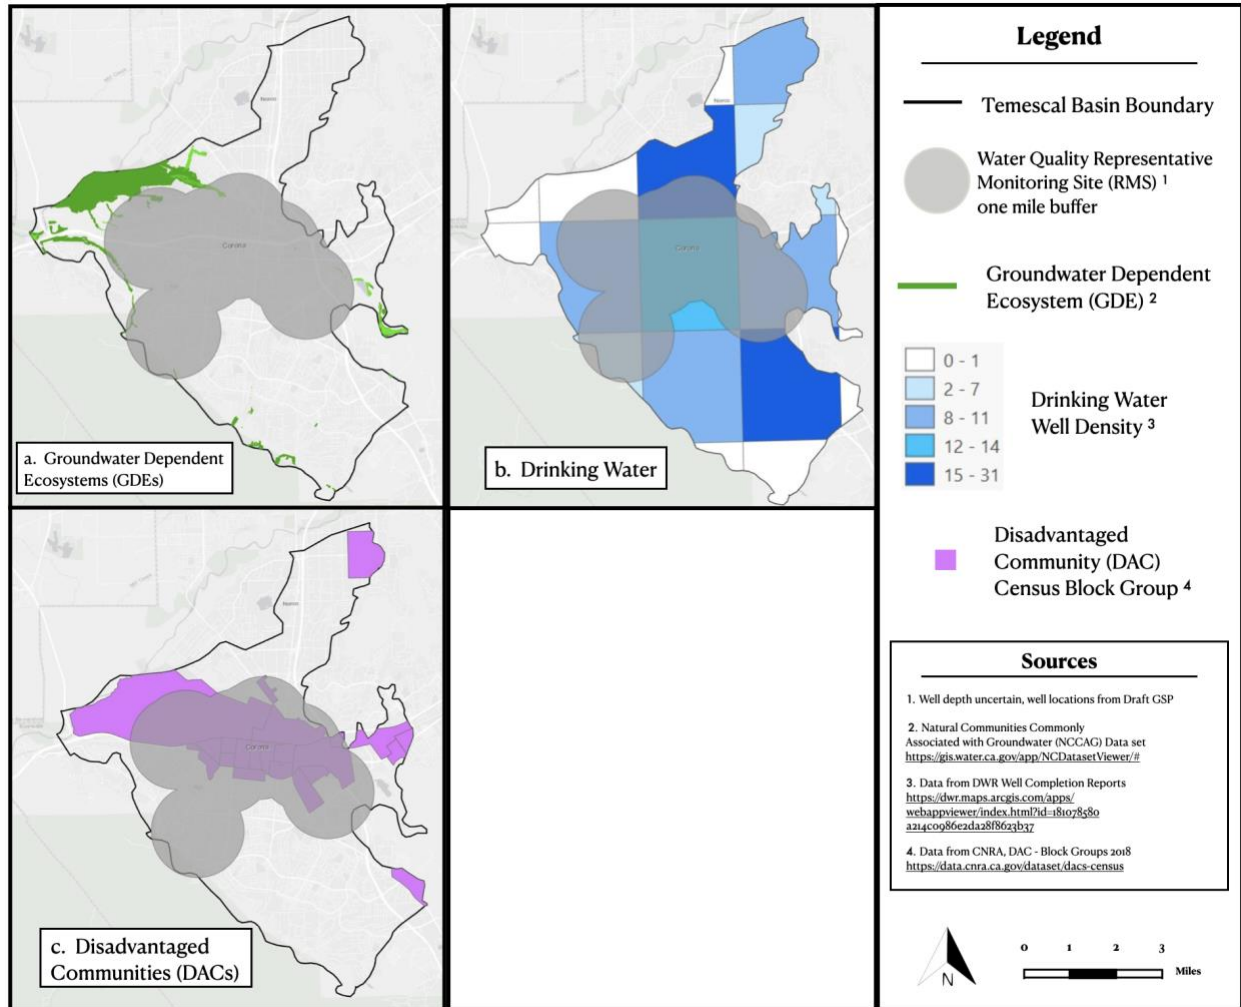 Norco
Corona
a. Groundwater Dependent
Ecosystems (GDEs)
Norco
Corona
b. Drinking Water
Norco
Corona
c. Disadvantaged
Communities (DACs)
Legend
Temescal Basin Boundary
Water Quality Representative
Monitoring Site (RMS) 1
one mile buffer
Groundwater Dependent
Ecosystem (GDE) 2
0 - 1
2 - 7
8 - 11
12 - 14
15 - 31
Drinking Water
Well Density 3
Disadvantaged
Community (DAC)
Census Block Group 4
Sources
1. Well depth uncertain, well locations from Draft GSP
2. Natural Communities Commonly
Associated with Groundwater (NCCAG) Data set
https://gis.water.ca.gov/app/NCDatasetViewer/#
3. Data from DWR Well Completion Reports
https://dwr.maps.arcgis.com/apps/
webappviewer/index.html?id=181078580
a214c0986e2da28f8623b37
4. Data from CNRA, DAC - Block Groups 2018
https://data.cnra.ca.gov/dataset/dacs-census
N
0 1 2 3
Miles